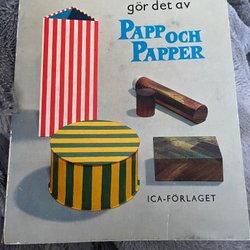 gör det av
PAPP OCH
PAPPER
ICA-FÖRLAGET